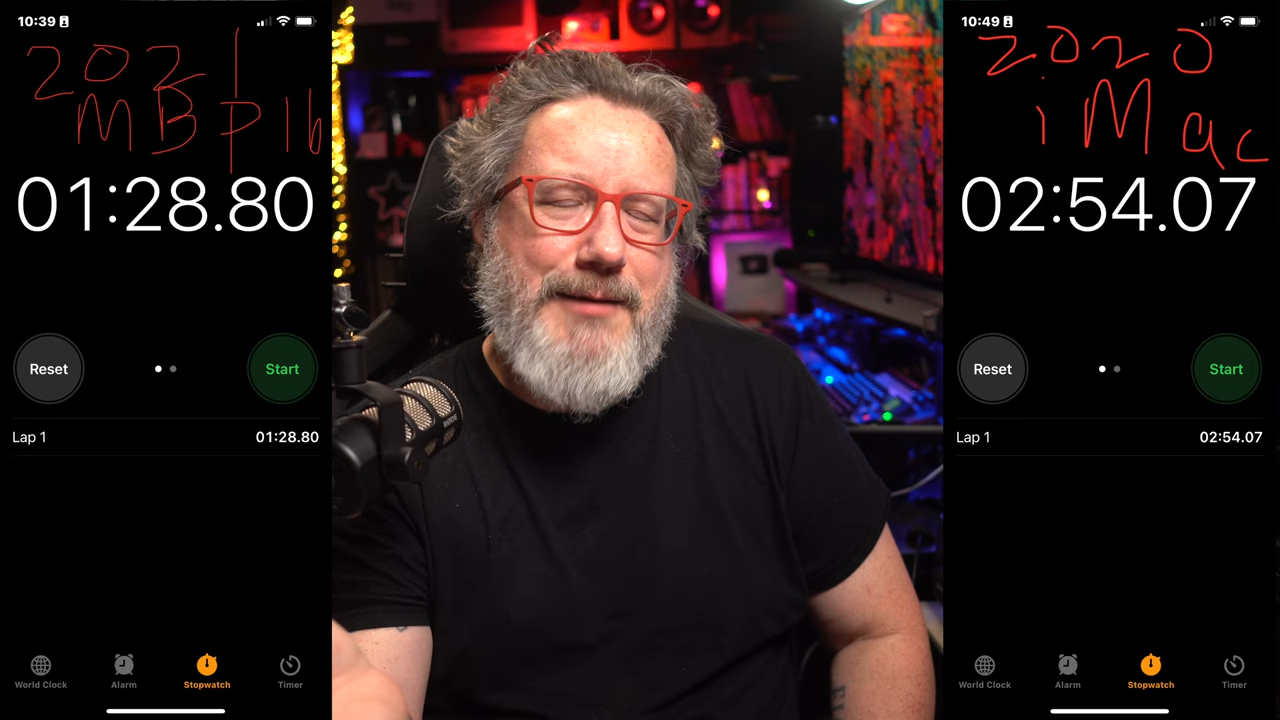 10:39
2021
MBP16
01:28.80
Reset
Start
Lap 1
01:28.80
World Clock
Alarm
Stopwatch
Timer
10:49
2020
iMac
02:54.07
Reset
Start
Lap 1
02:54.07
World Clock
Alarm
Stopwatch
Timer